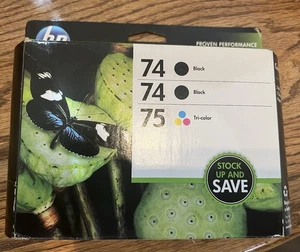 hp
PROVEN PERFORMANCE
74 Black
74 Black
75 Tri-color
STOCK
UP AND
SAVE